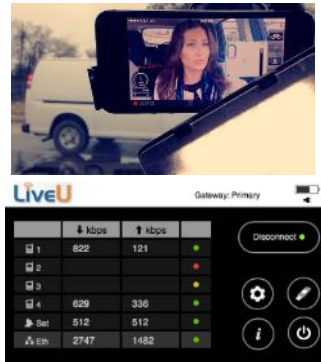 LiveU
Gateway: Primary
⬇ kbps ⬆ kbps
1 822 121
2
3
4 629 336
Sat 512 512
Eth 2747 1482
Disconnect
i